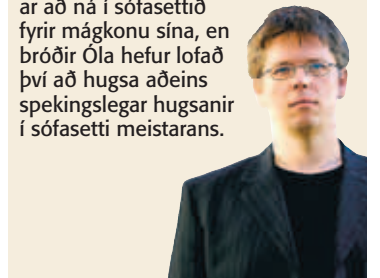 ar að ná í sófasettið
fyrir mágkonu sína, en
bróðir Óla hefur lofað
því að hugsa aðeins
spekingslegar hugsanir
í sófasetti meistarans.